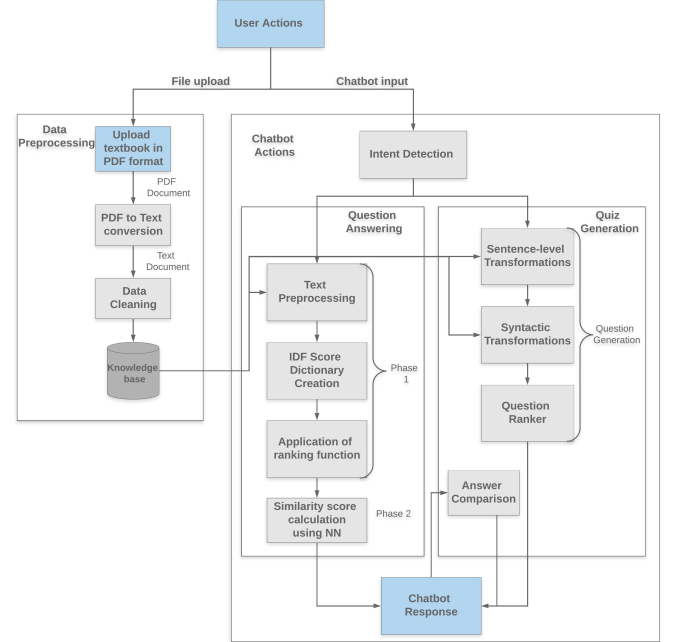 User Actions
File upload
Chatbot input
Data
Preprocessing
Upload
textbook in
PDF format
PDF
Document
PDF to Text
conversion
Text
Document
Data
Cleaning
Knowledge
base
Chatbot
Actions
Intent Detection
Question
Answering
Text
Preprocessing
IDF Score
Dictionary
Creation
Application of
ranking function
Phase
1
Similarity score
calculation
using NN
Phase 2
Quiz
Generation
Sentence-level
Transformations
Syntactic
Transformations
Question
Generation
Question
Ranker
Answer
Comparison
Chatbot
Response